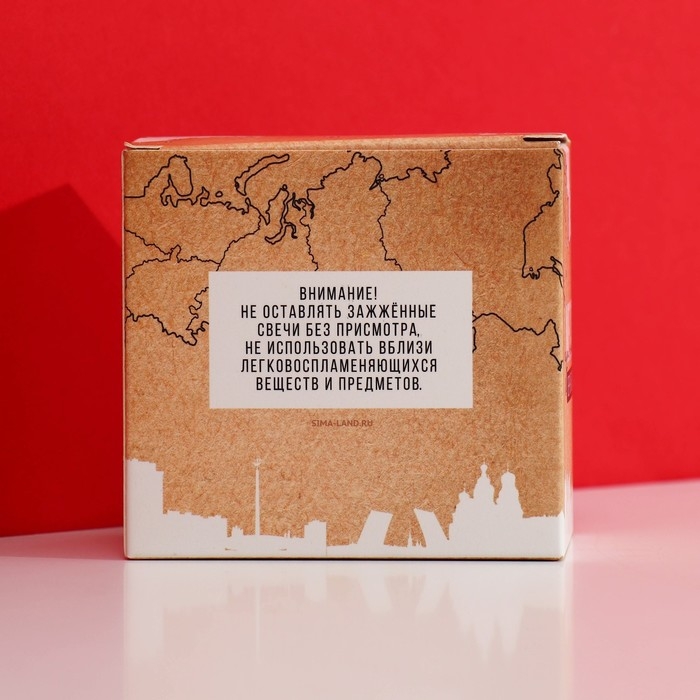 ВНИМАНИЕ!
НЕ ОСТАВЛЯТЬ ЗАЖЖЁННЫЕ
СВЕЧИ БЕЗ ПРИСМОТРА,
НЕ ИСПОЛЬЗОВАТЬ ВБЛИЗИ
ЛЕГКОВОСПЛАМЕНЯЮЩИХСЯ
ВЕЩЕСТВ И ПРЕДМЕТОВ.
SIMA-LAND.RU